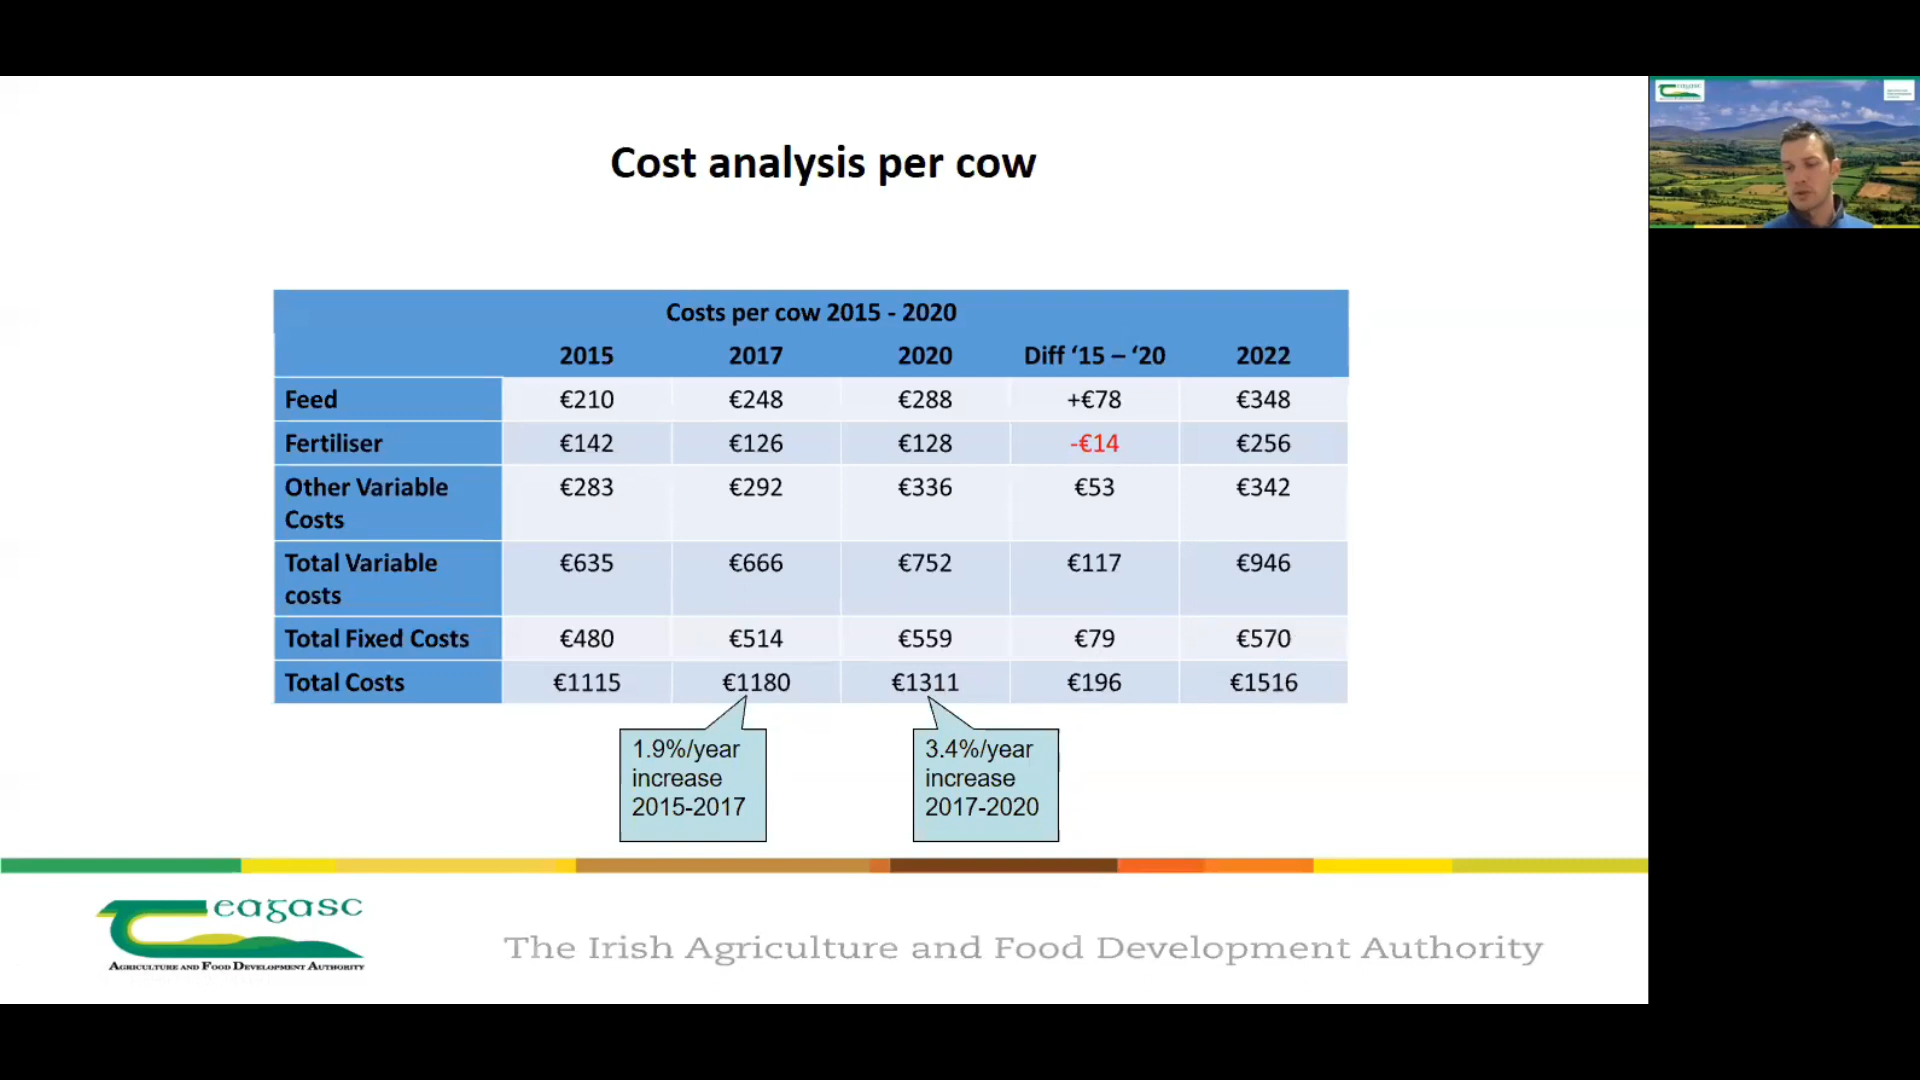 Cost analysis per cow
Costs per cow 2015 - 2020
2015 2017 2020 Diff ‘15 – ‘20 2022
Feed €210 €248 €288 +€78 €348
Fertiliser €142 €126 €128 -€14 €256
Other Variable Costs €283 €292 €336 €53 €342
Total Variable costs €635 €666 €752 €117 €946
Total Fixed Costs €480 €514 €559 €79 €570
Total Costs €1115 €1180 €1311 €196 €1516
1.9%/year
increase
2015-2017
3.4%/year
increase
2017-2020
teagasc
AGRICULTURE AND FOOD DEVELOPMENT AUTHORITY
The Irish Agriculture and Food Development Authority
teagasc